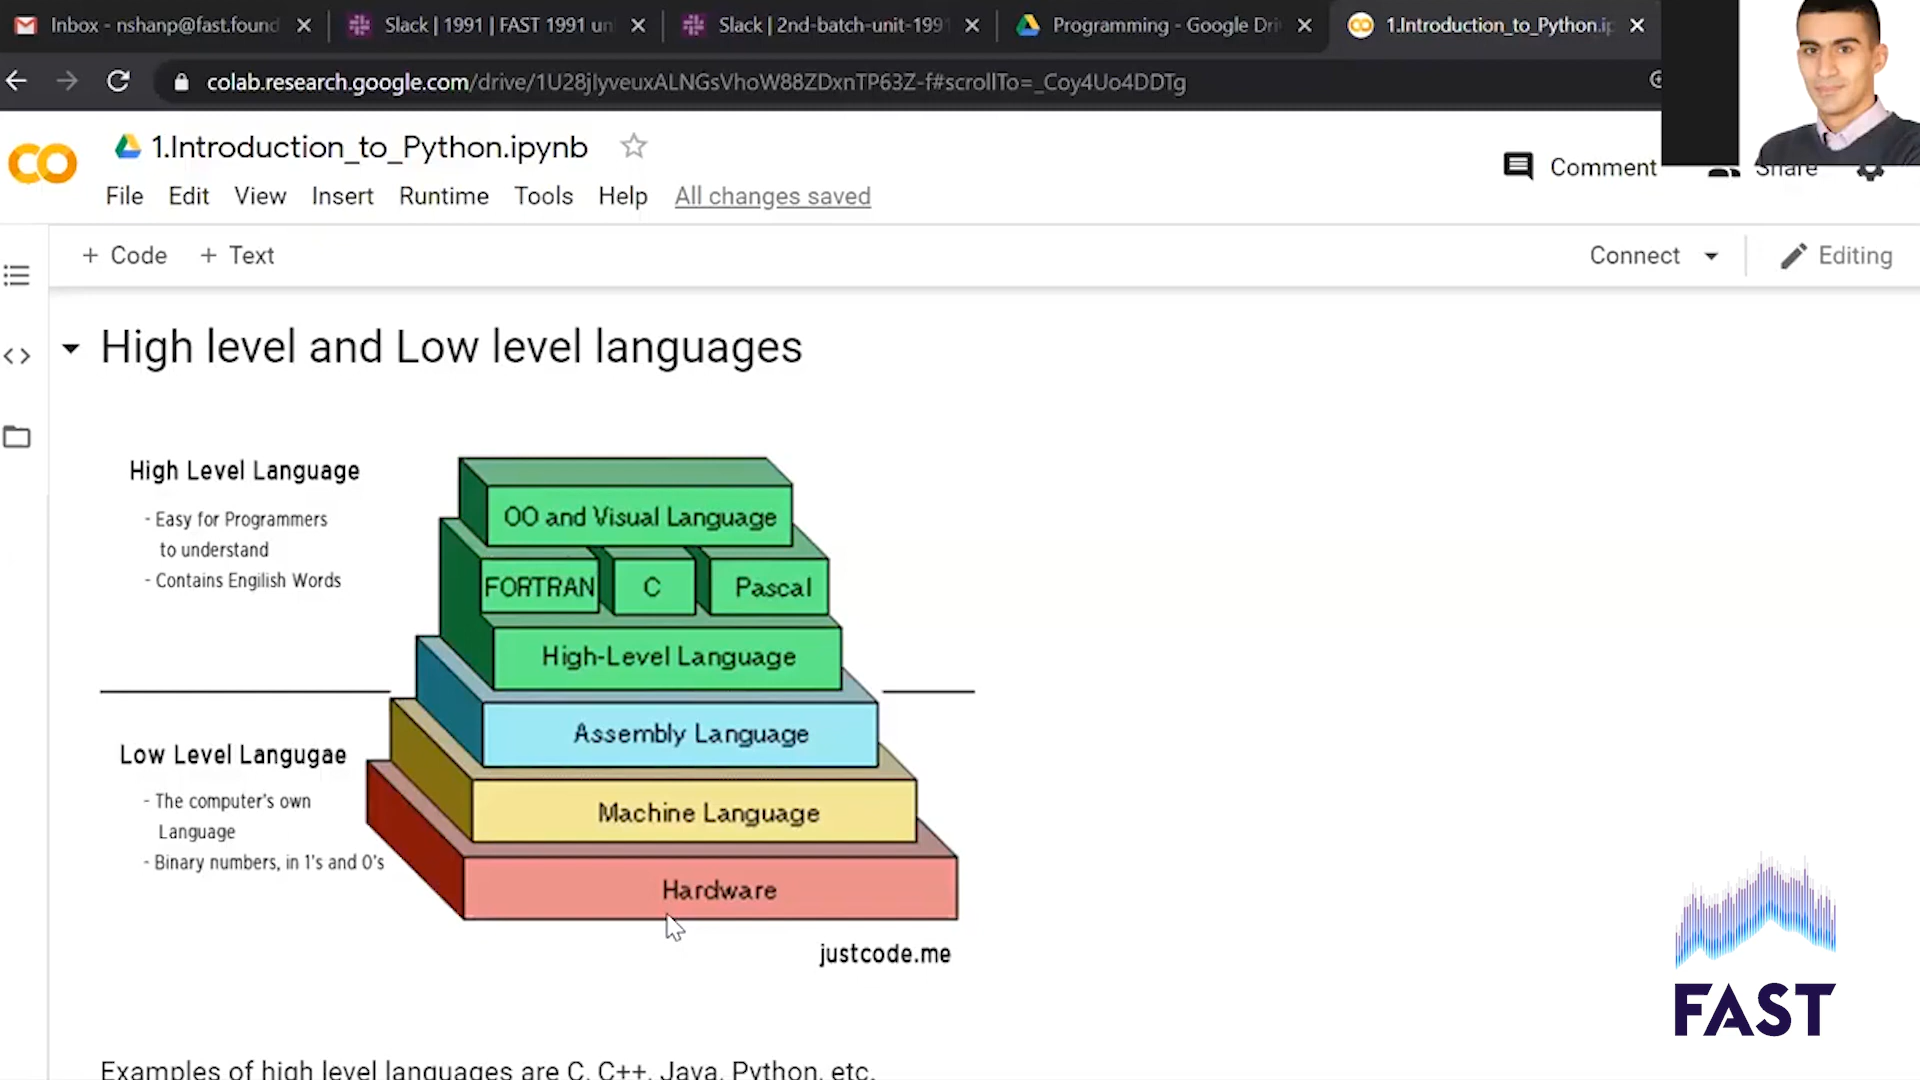 Inbox - nshanp@fast.found
Slack | 1991 | FAST 1991 un
Slack | 2nd-batch-unit-1991
Programming - Google Dri
1.Introduction_to_Python.ip
colab.research.google.com/drive/1U28jIyveuxALNGsVhoW88ZDxnTP63Z-f#scrollTo=_Coy4Uo4DDTg
1.Introduction_to_Python.ipynb
Comment
Share
File Edit View Insert Runtime Tools Help All changes saved
+ Code + Text
Connect
Editing
High level and Low level languages
High Level Language
- Easy for Programmers
to understand
- Contains Engilish Words
OO and Visual Language
FORTRAN C Pascal
High-Level Language
Assembly Language
Low Level Langugae
- The computer's own
Language
- Binary numbers, in 1's and 0's
Machine Language
Hardware
justcode.me
FAST
Examples of high level languages are C, C++, Java, Python, etc.